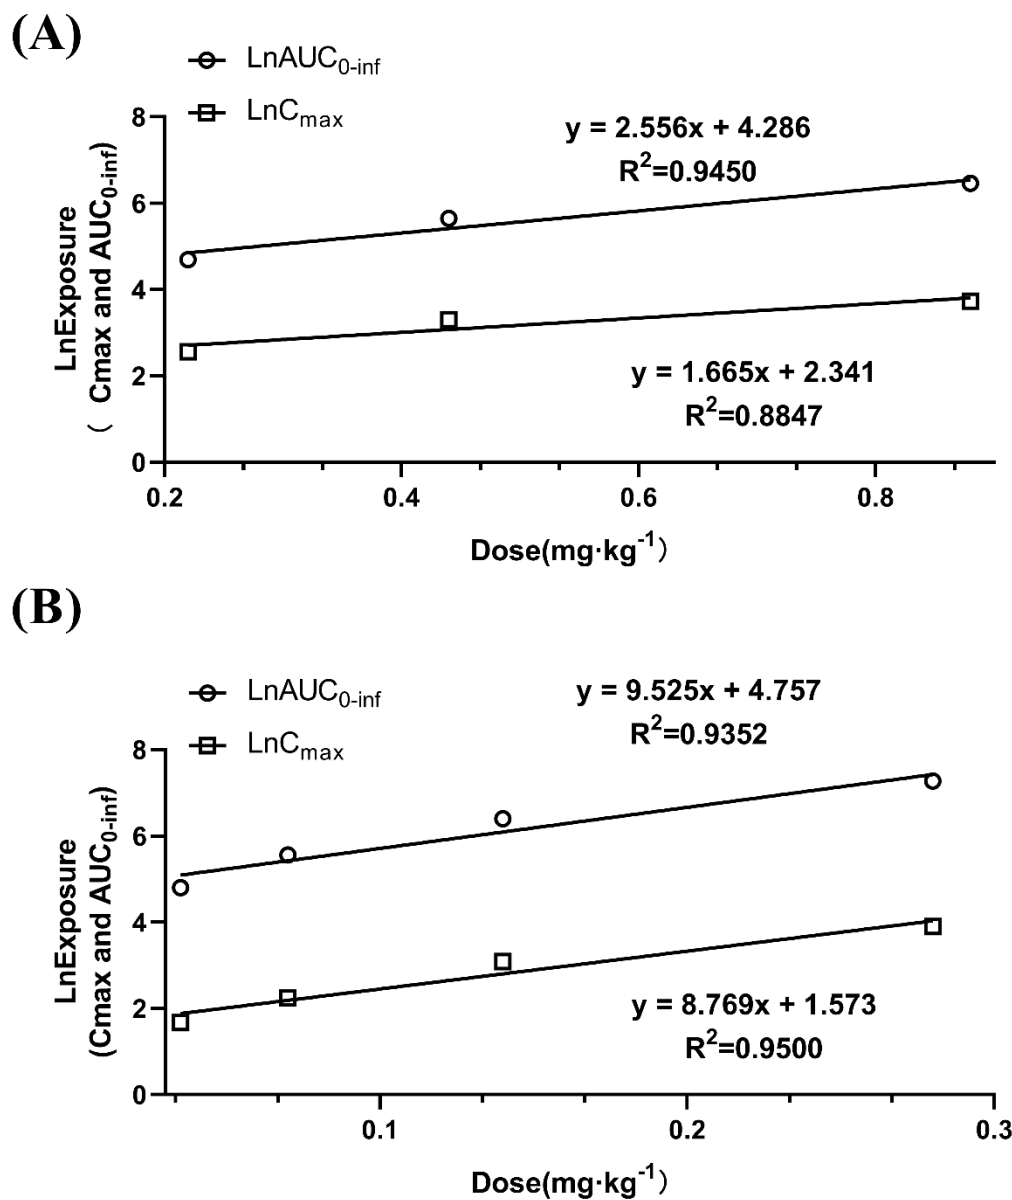 (A)
LnAUC0-inf
LnCmax
8
6
4
2
0
LnExposure
( Cmax and AUC0-inf)
y = 2.556x + 4.286
R2=0.9450
y = 1.665x + 2.341
R2=0.8847
0.2 0.4 0.6 0.8
Dose(mg·kg-1)
(B)
LnAUC0-inf
LnCmax
8
6
4
2
0
LnExposure
(Cmax and AUC0-inf)
y = 9.525x + 4.757
R2=0.9352
y = 8.769x + 1.573
R2=0.9500
0.1 0.2 0.3
Dose(mg·kg-1)